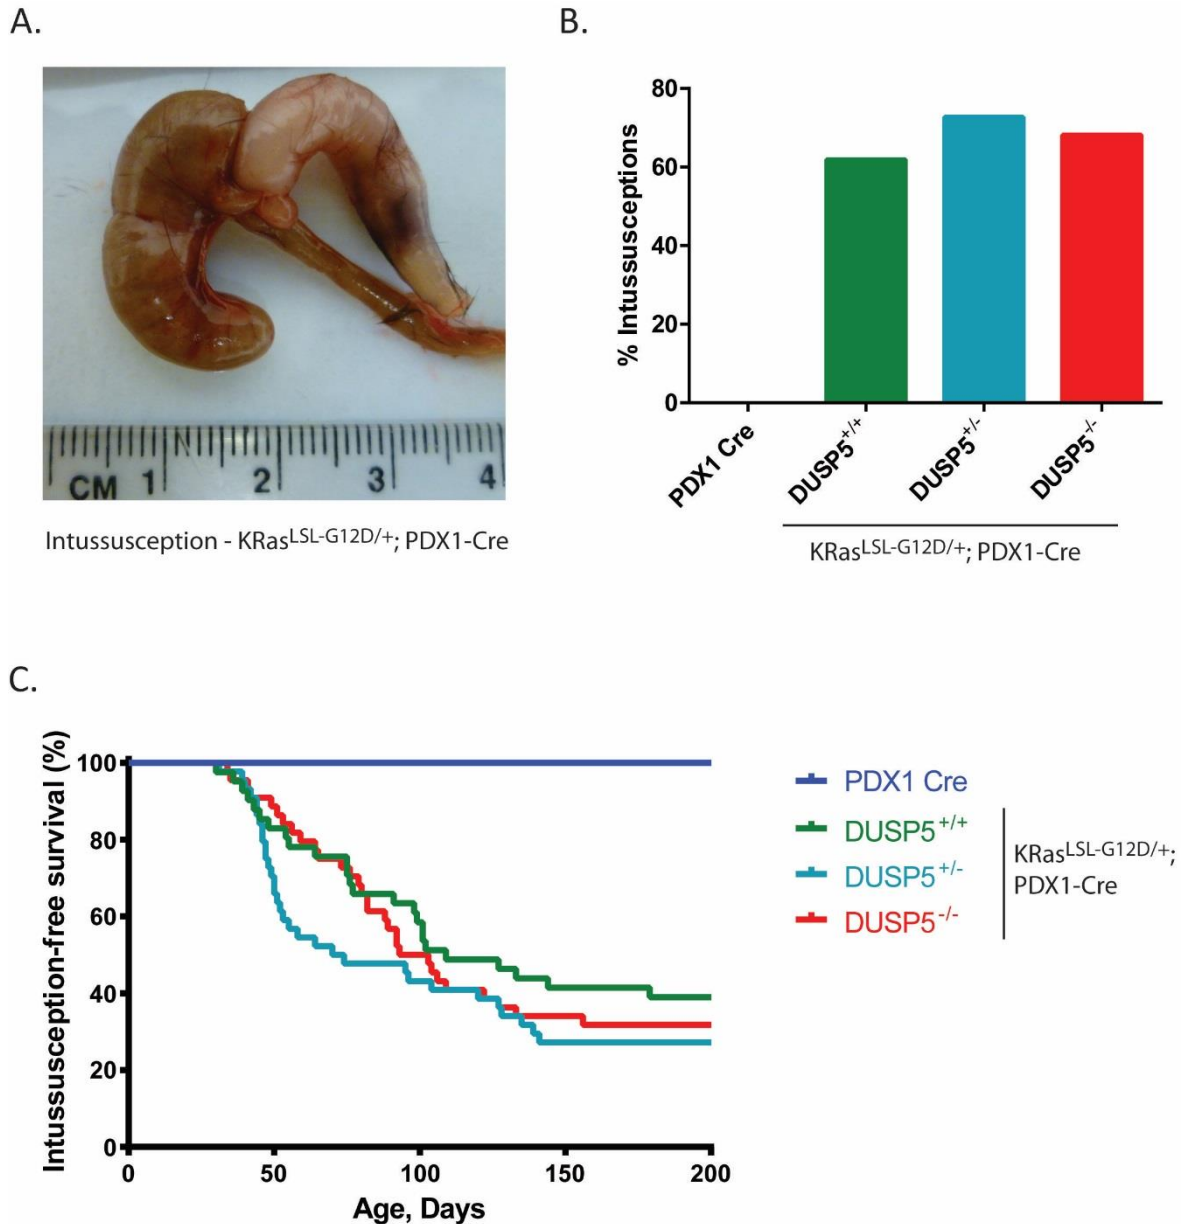 A.
B.
CM 1 2 3 4
Intussusception - KRasLSL-G12D/+; PDX1-Cre
% Intussusceptions
80
60
40
20
0
PDX1 Cre
DUSP5+/+
DUSP5+/-
DUSP5-/-
KRasLSL-G12D/+; PDX1-Cre
C.
Intussusception-free survival (%)
100
80
60
40
20
0
0 50 100 150 200
Age, Days
PDX1 Cre
DUSP5+/+
DUSP5+/-
DUSP5-/-
KRasLSL-G12D/+;
PDX1-Cre